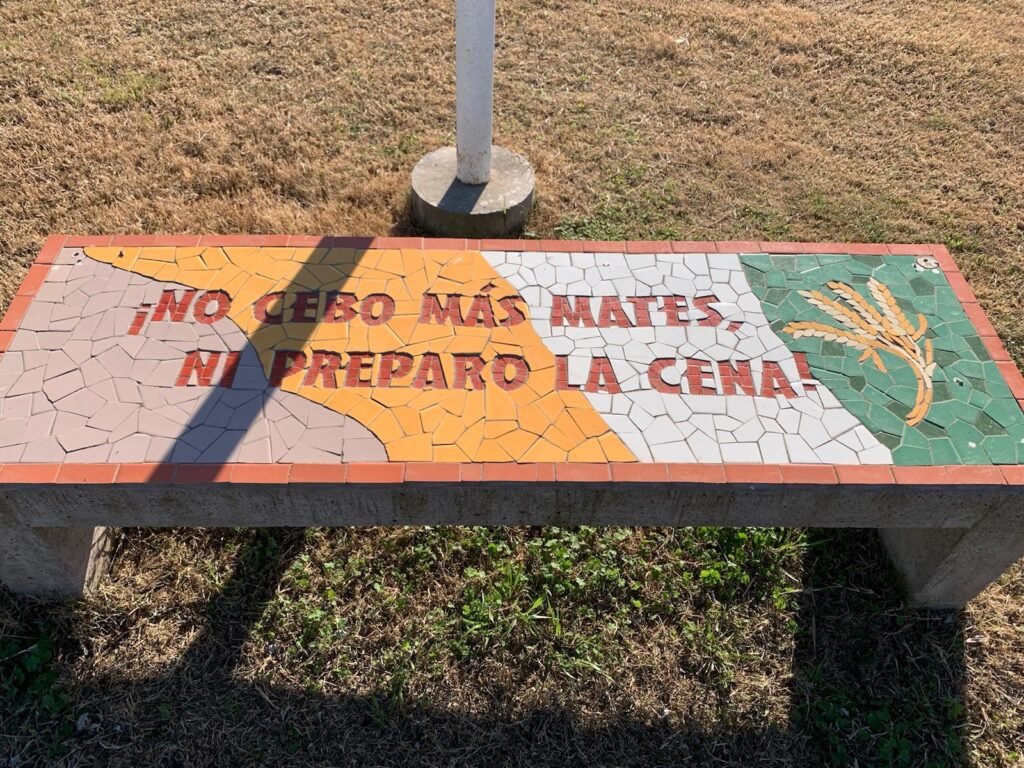 ¡NO CEBO MÁS MATES,
NI PREPARO LA CENA!